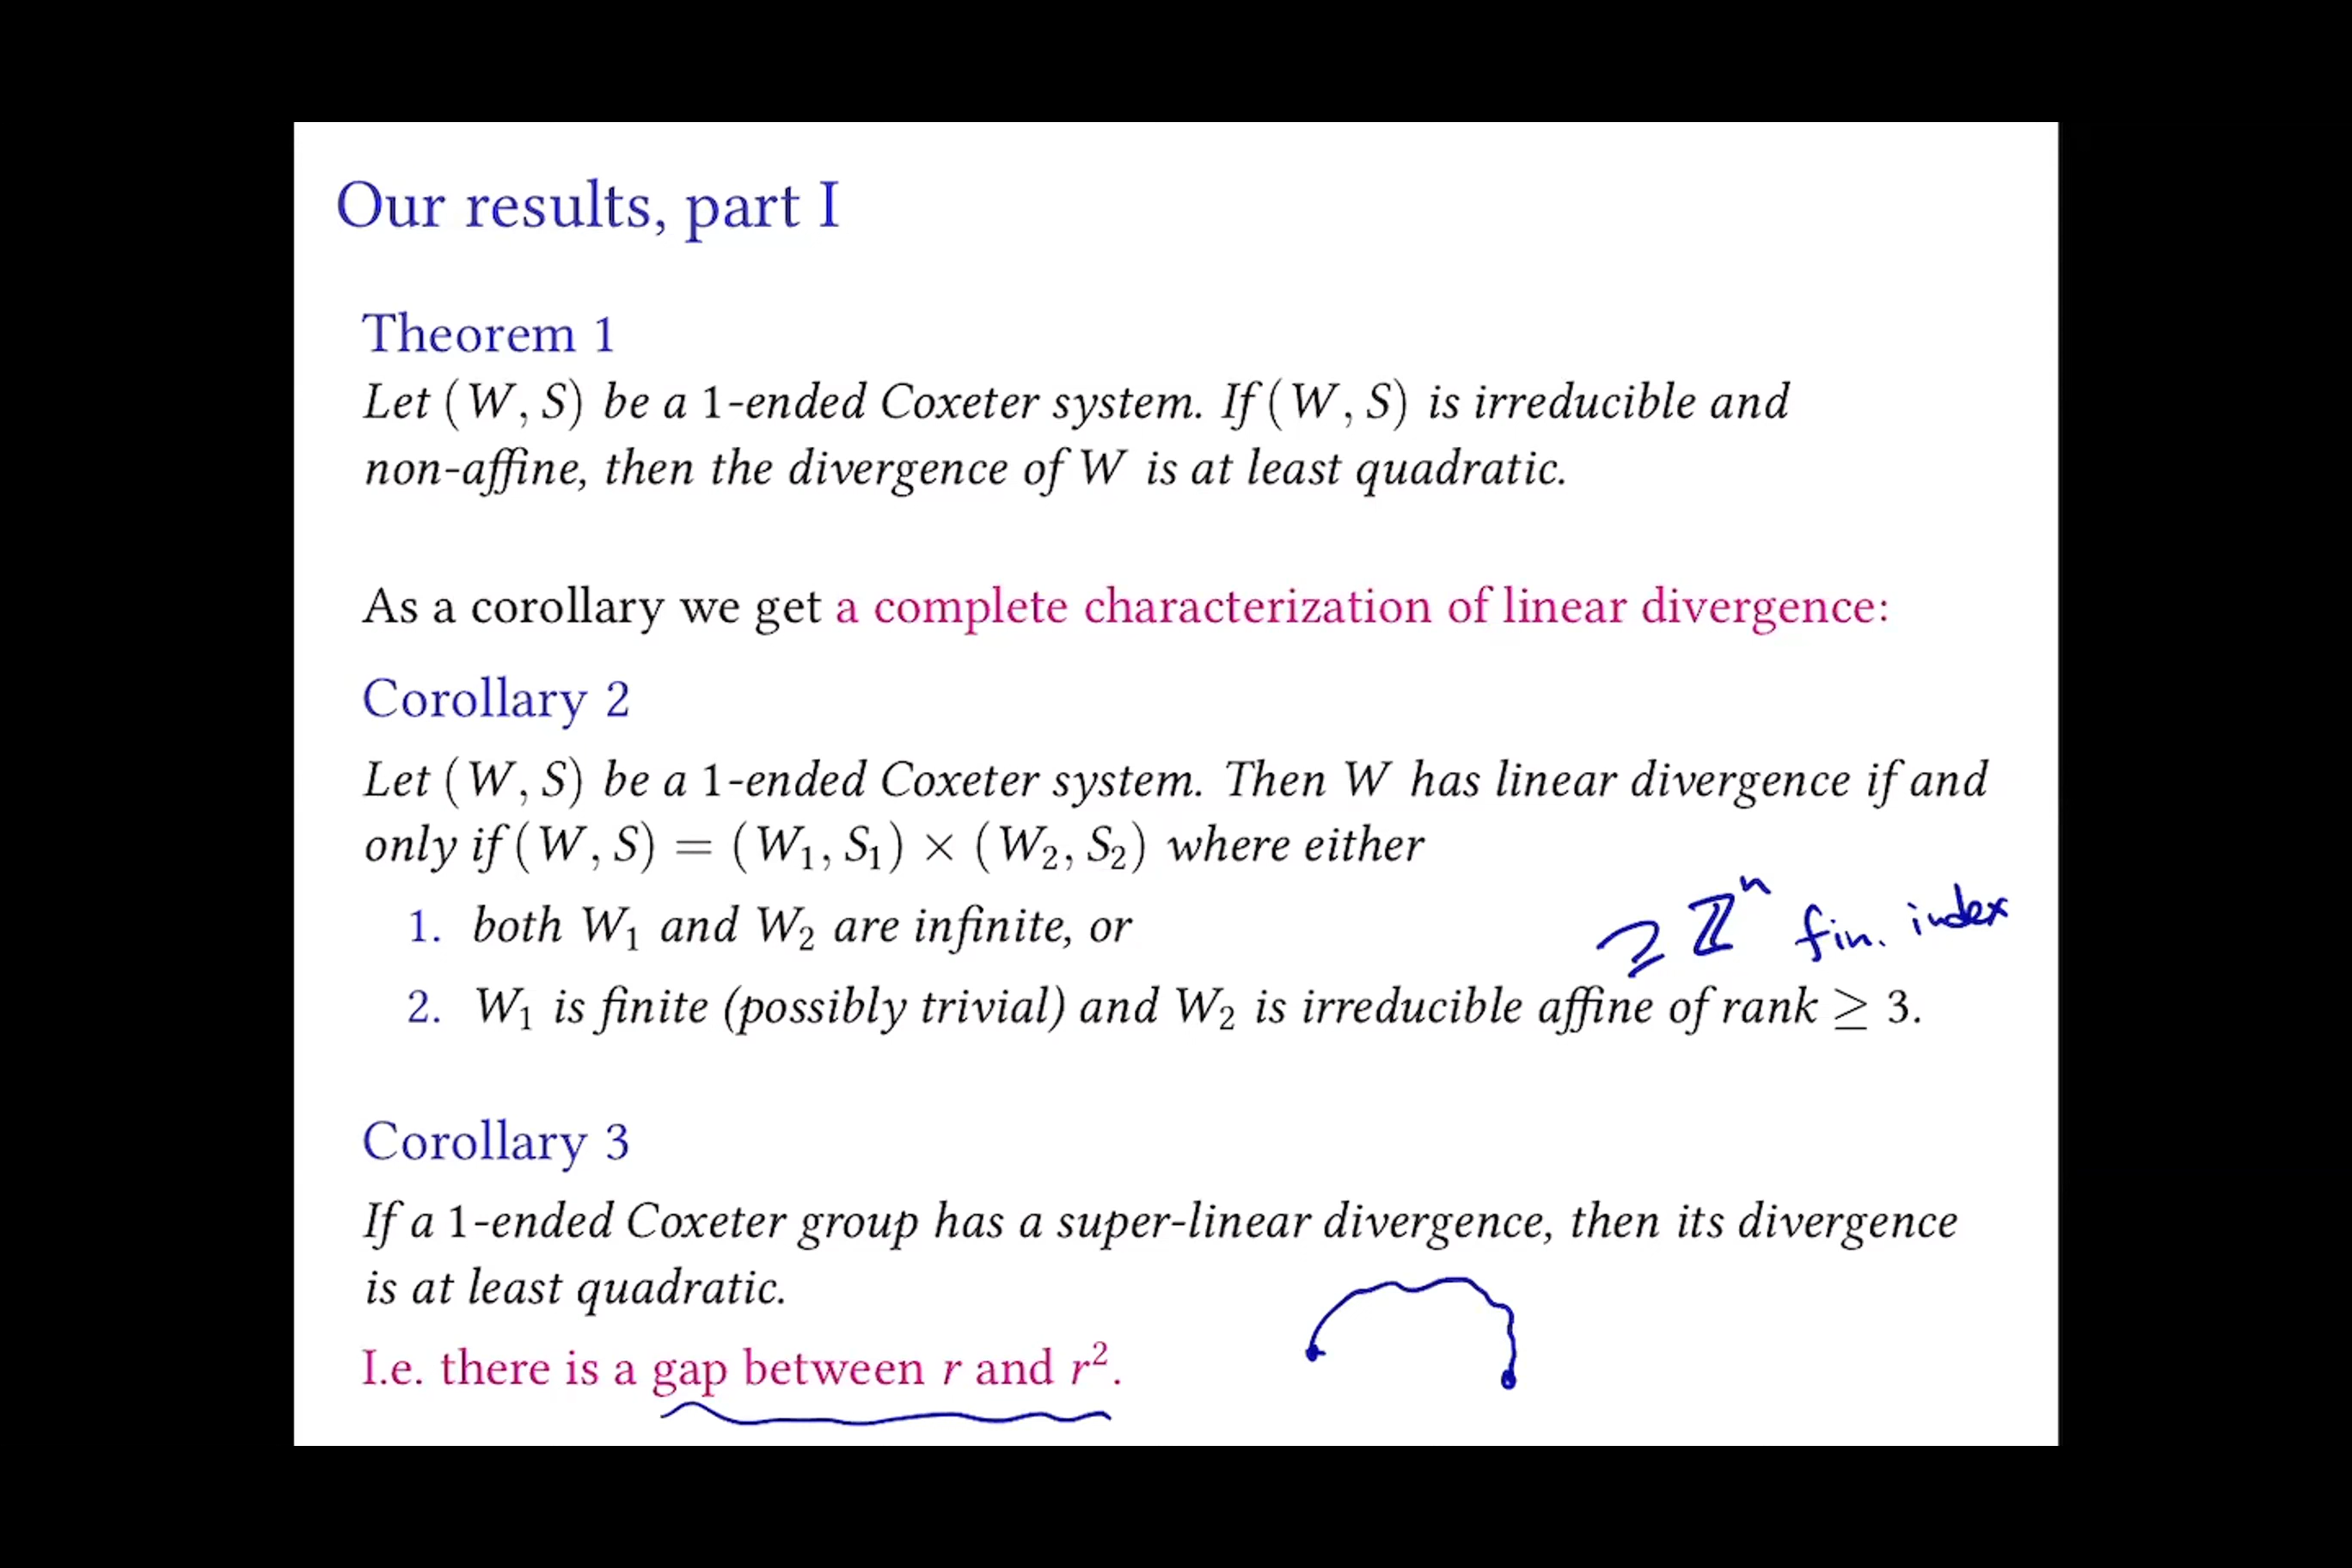 Our results, part I
Theorem 1
Let (W, S) be a 1-ended Coxeter system. If (W, S) is irreducible and
non-affine, then the divergence of W is at least quadratic.
As a corollary we get a complete characterization of linear divergence:
Corollary 2
Let (W, S) be a 1-ended Coxeter system. Then W has linear divergence if and
only if (W, S) = (W₁, S₁) × (W₂, S₂) where either
1. both W₁ and W₂ are infinite, or
⊇ ℤⁿ fin. index
2. W₁ is finite (possibly trivial) and W₂ is irreducible affine of rank ≥ 3.
Corollary 3
If a 1-ended Coxeter group has a super-linear divergence, then its divergence
is at least quadratic.
I.e. there is a gap between r and r².